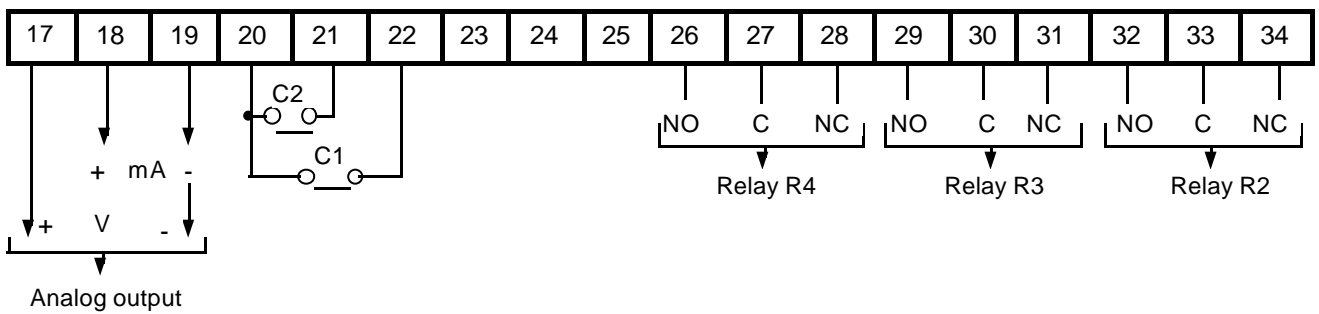 17 18 19 20 21 22 23 24 25 26 27 28 29 30 31 32 33 34
C2
NO C NC NO C NC NO C NC
C1
+ mA -
Relay R4 Relay R3 Relay R2
+ V -
Analog output